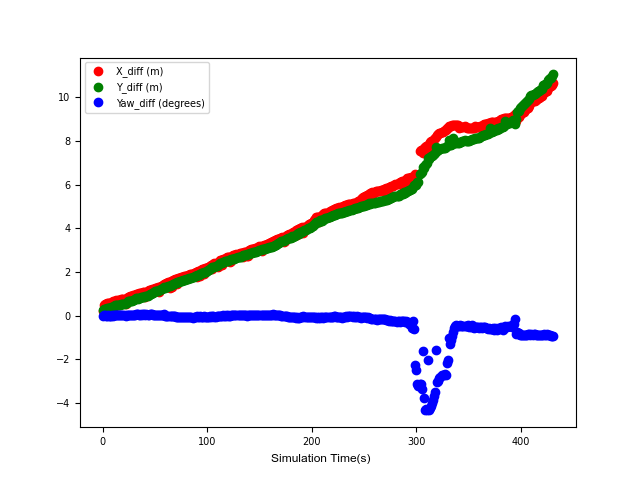 X_diff (m)
Y_diff (m)
Yaw_diff (degrees)
10
8
6
4
2
0
−2
−4
0 100 200 300 400
Simulation Time(s)